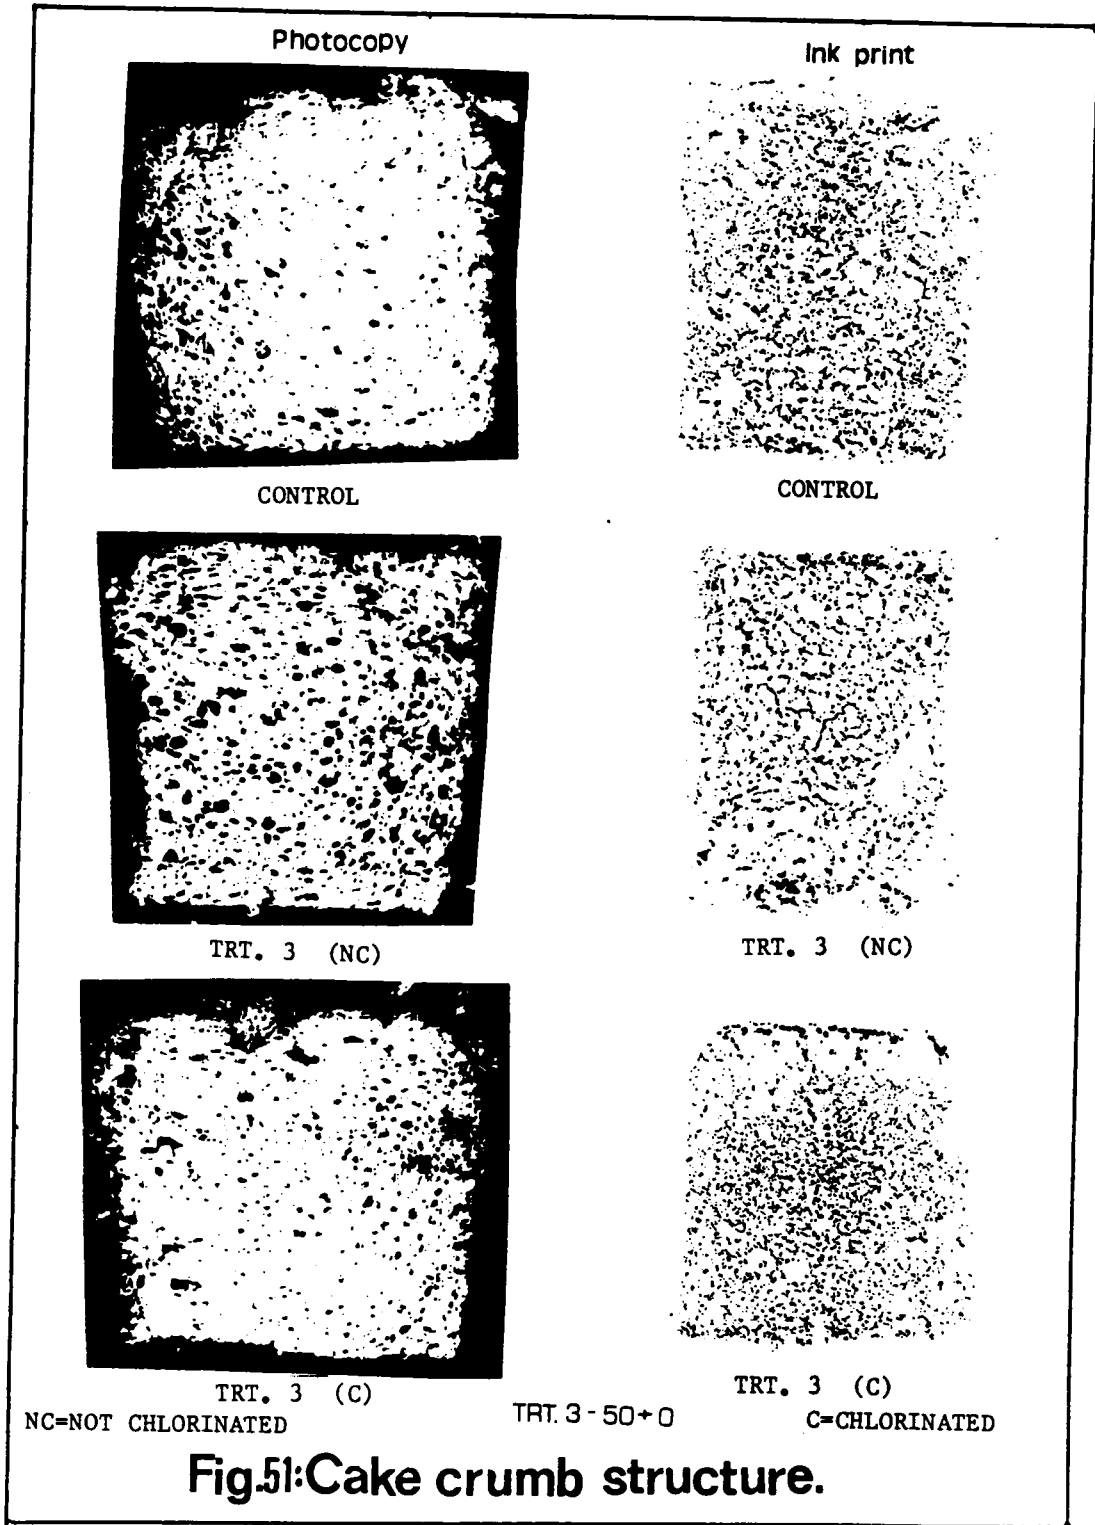 Photocopy
Ink print
CONTROL
CONTROL
TRT. 3 (NC)
TRT. 3 (NC)
TRT. 3 (C)
TRT. 3 (C)
NC=NOT CHLORINATED
TRT. 3 - 50+0
C=CHLORINATED
Fig.51:Cake crumb structure.